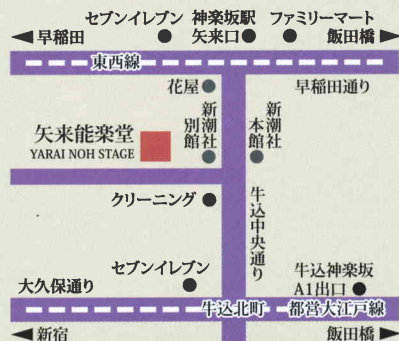 セブンイレブン
神楽坂駅
矢来口
ファミリーマート
早稲田
飯田橋
東西線
花屋
早稲田通り
新潮社
別館
新潮社
本館
矢来能楽堂
YARAI NOH STAGE
クリーニング
牛込中央通り
大久保通り
セブンイレブン
牛込神楽坂
A1出口
牛込北町
都営大江戸線
新宿
飯田橋